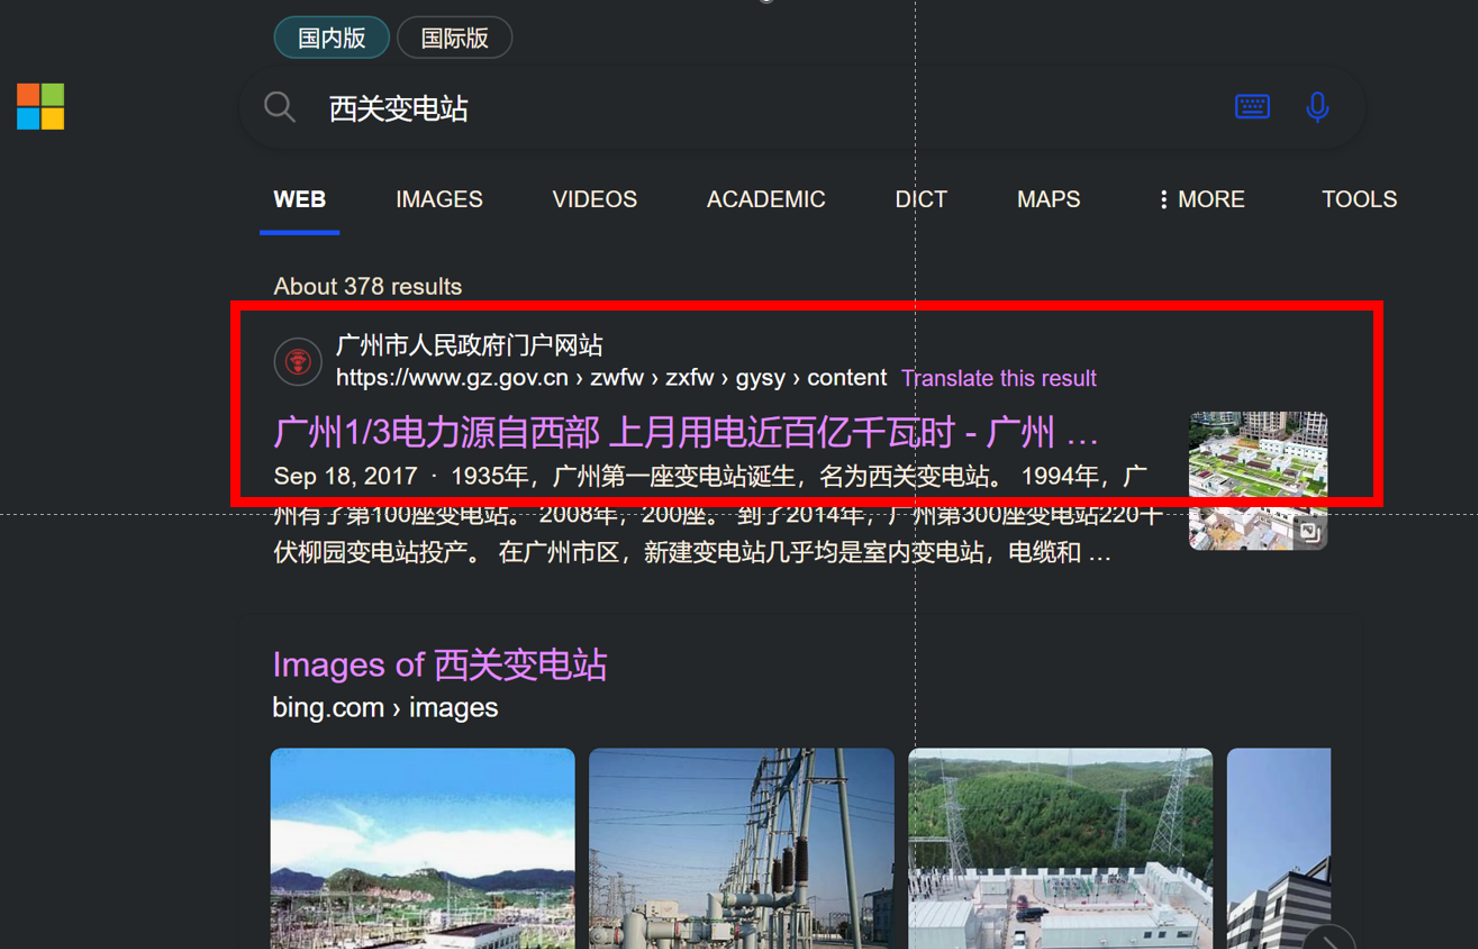 国内版 国际版
西关变电站
WEB IMAGES VIDEOS ACADEMIC DICT MAPS MORE TOOLS
About 378 results
广州市人民政府门户网站
https://www.gz.gov.cn › zwfw › zxfw › gysy › content Translate this result
广州1/3电力源自西部 上月用电近百亿千瓦时 - 广州 …
Sep 18, 2017 · 1935年，广州第一座变电站诞生，名为西关变电站。 1994年，广
州有了第100座变电站。 2008年，200座。 到了2014年，广州第300座变电站220千
伏柳园变电站投产。 在广州市区，新建变电站几乎均是室内变电站，电缆和 …
Images of 西关变电站
bing.com › images